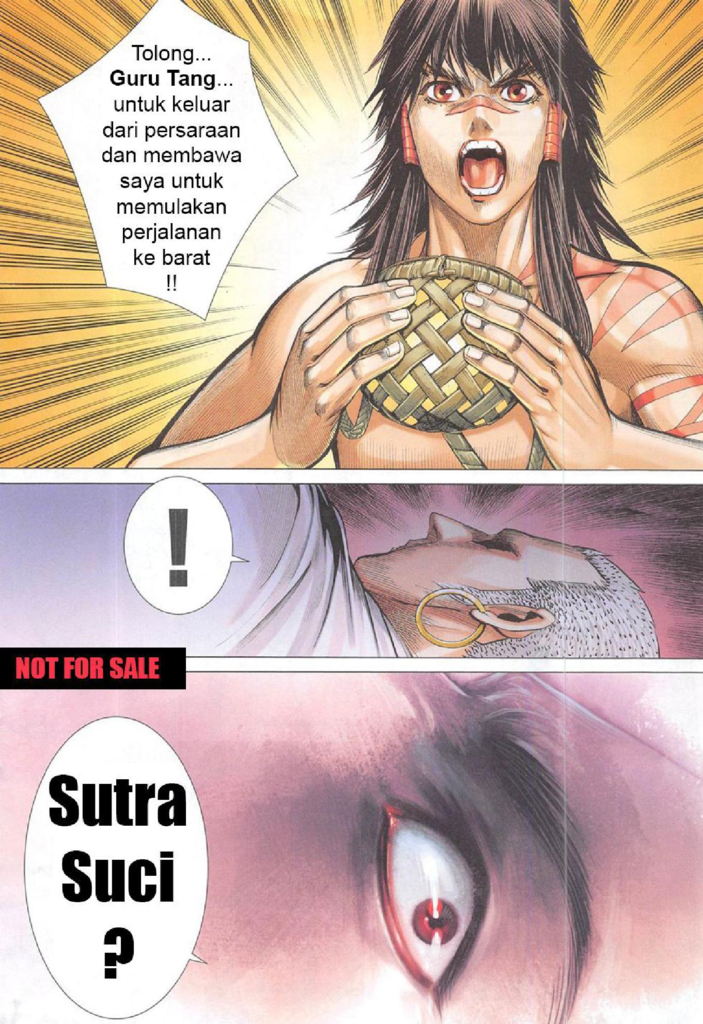 Tolong...
Guru Tang...
untuk keluar
dari persaraan
dan membawa
saya untuk
memulakan
perjalanan
ke barat
!!
!
NOT FOR SALE
Sutra
Suci
?